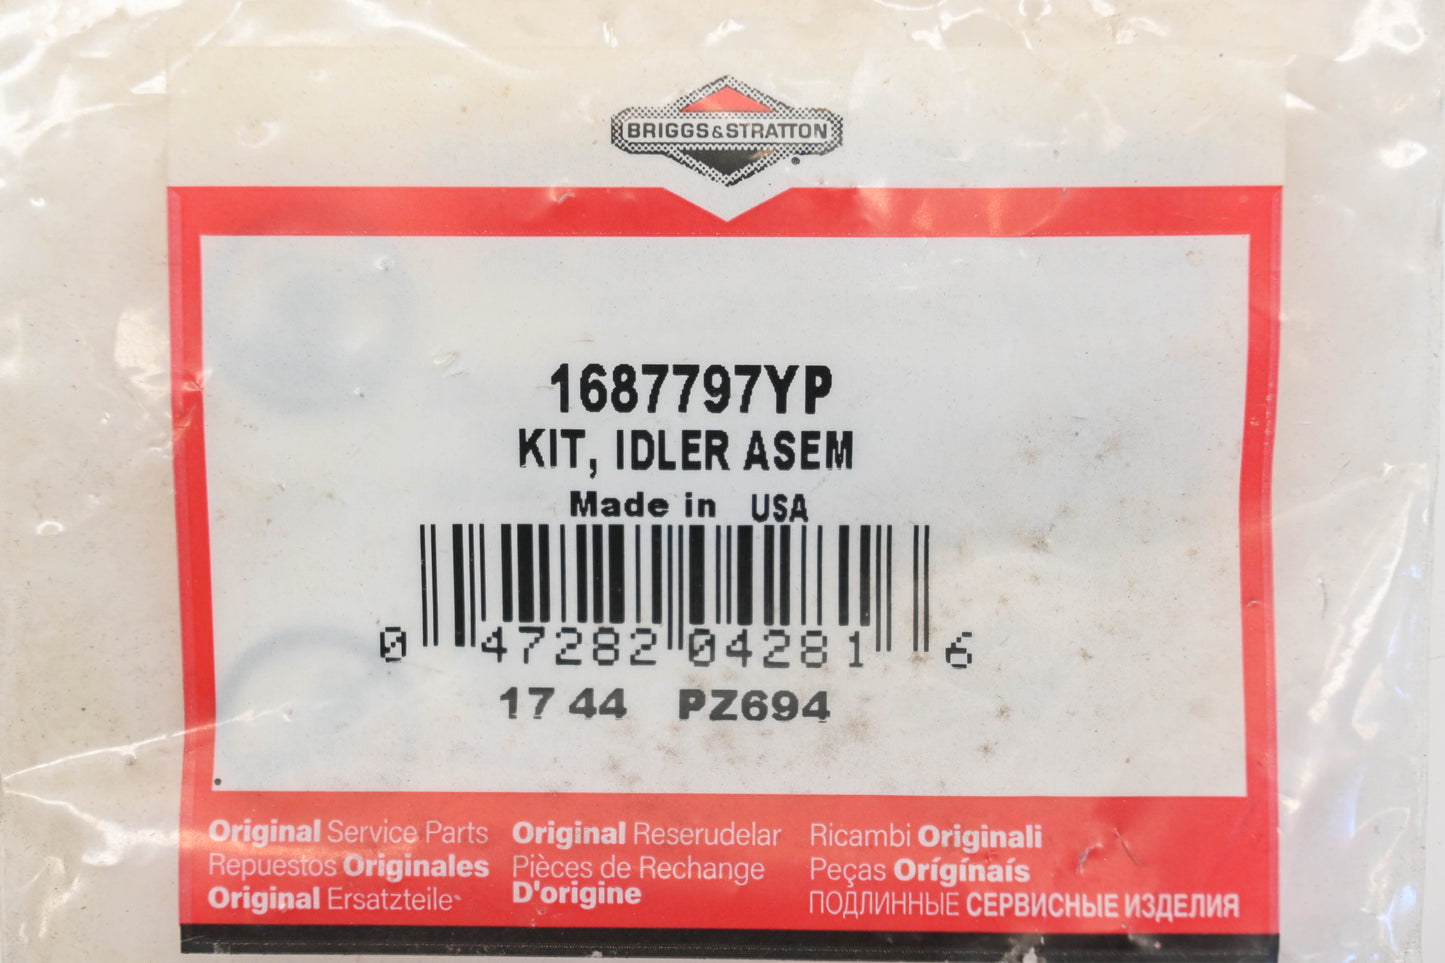 BRIGGS&STRATTON
1687797YP
KIT, IDLER ASEM
Made in USA
0 47282 04281 6
17 44 PZ694
Original Service Parts
Repuestos Originales
Original Ersatzteile
Original Reserudelar
Pièces de Rechange
D'origine
Ricambi Originali
Peças Orígínaís
ПОДЛИННЫЕ СЕРВИСНЫЕ ИЗДЕЛИЯ